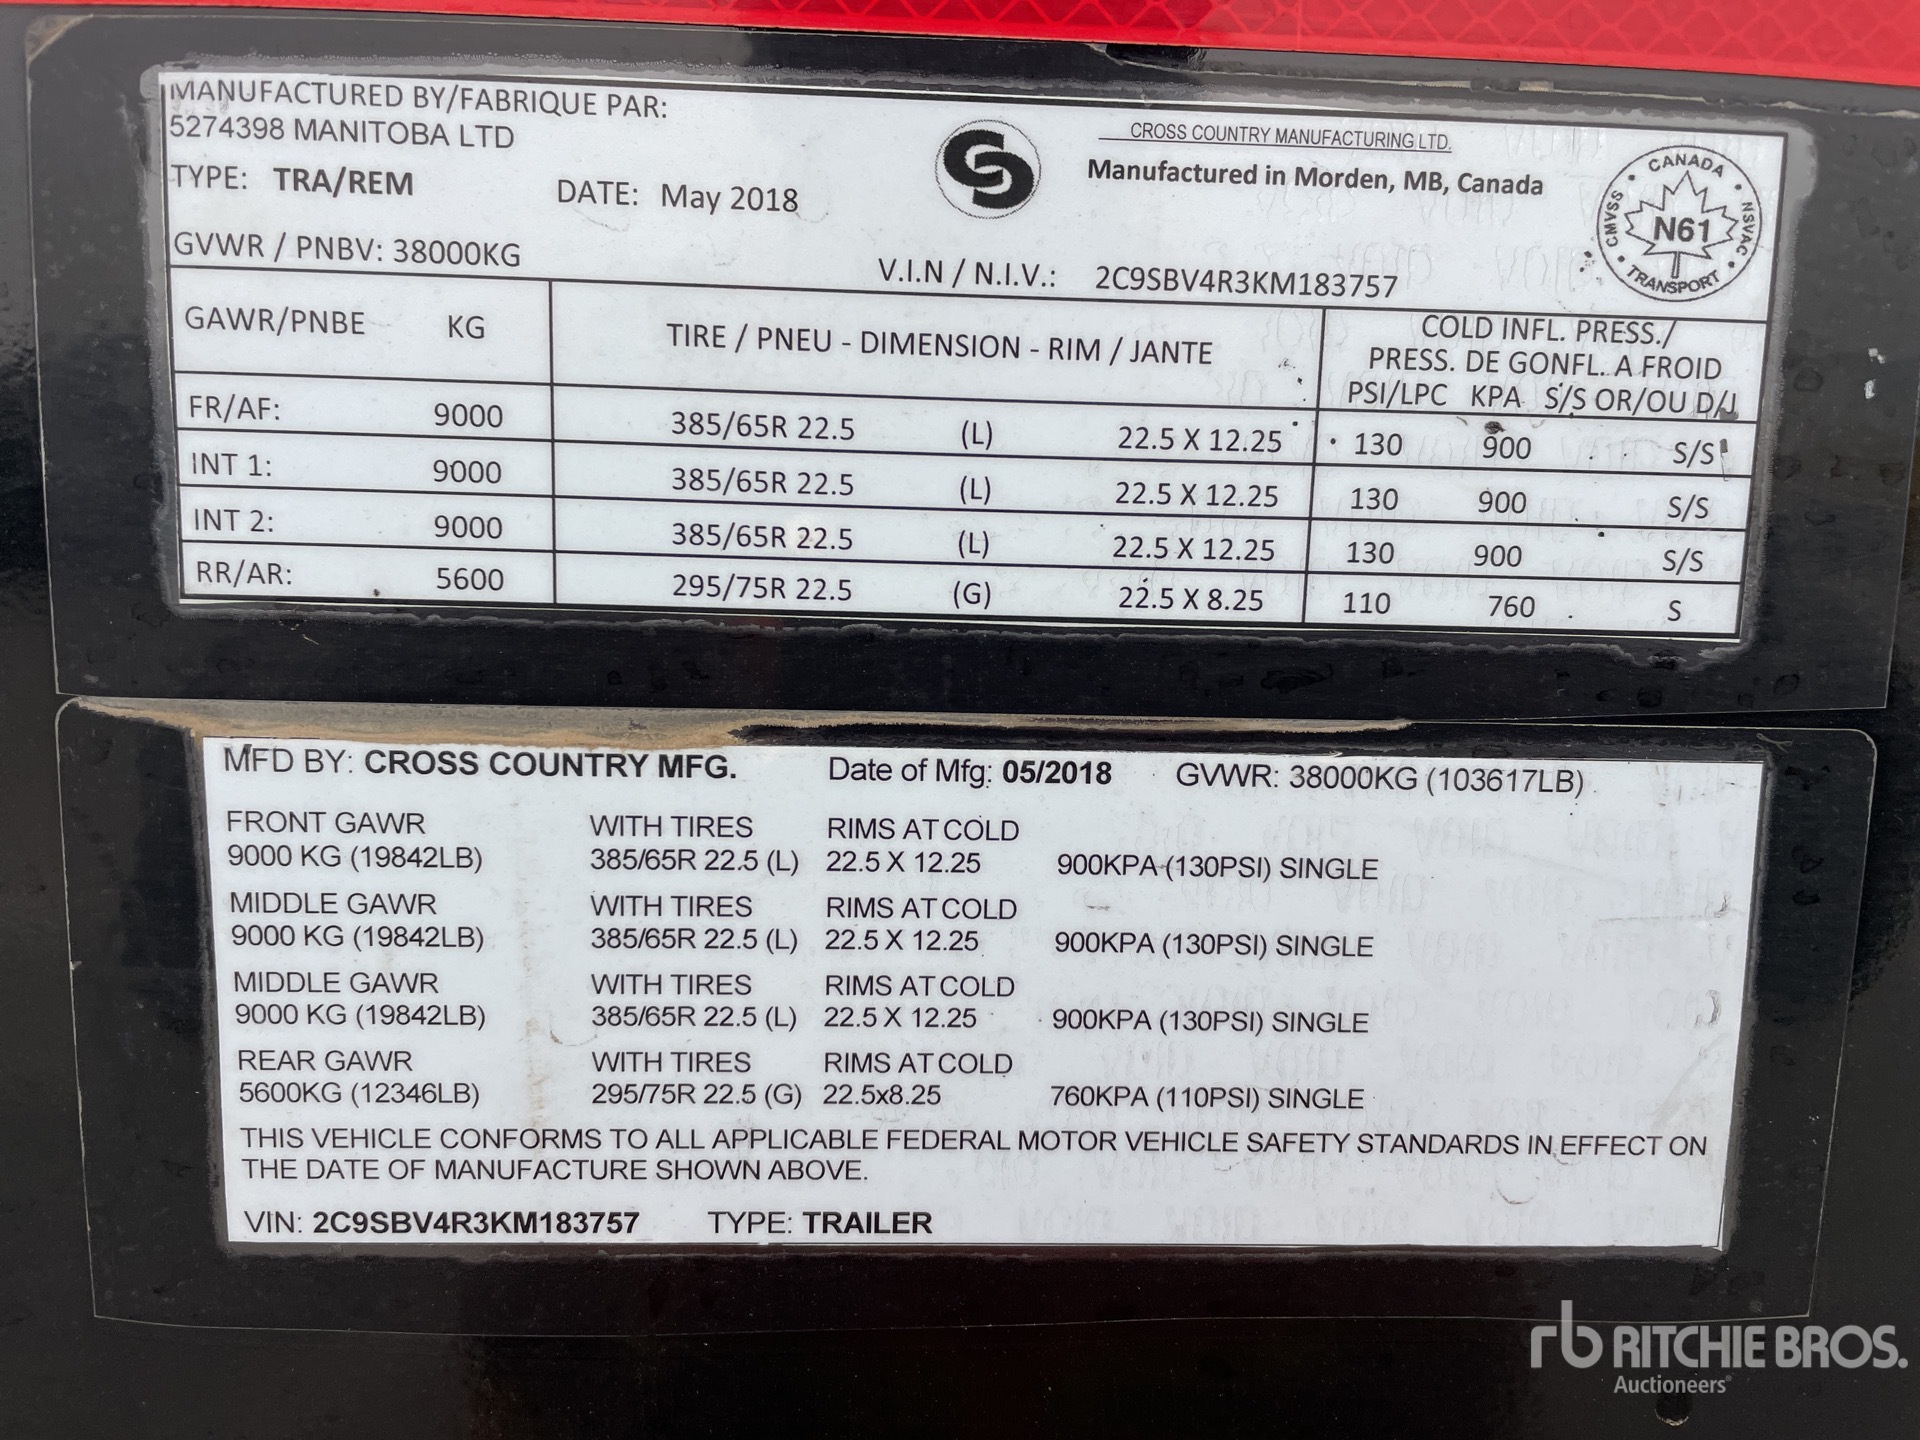 MANUFACTURED BY/FABRIQUE PAR:
5274398 MANITOBA LTD
TYPE: TRA/REM DATE: May 2018
CROSS COUNTRY MANUFACTURING LTD.
Manufactured in Morden, MB, Canada
CANADA
CMVSS N61 NSVAC
TRANSPORT
GVWR / PNBV: 38000KG V.I.N / N.I.V.: 2C9SBV4R3KM183757
GAWR/PNBE KG TIRE / PNEU - DIMENSION - RIM / JANTE
COLD INFL. PRESS./
PRESS. DE GONFL. A FROID
PSI/LPC KPA S/S OR/OU D/J
FR/AF: 9000 385/65R 22.5 (L) 22.5 X 12.25 130 900 S/S
INT 1: 9000 385/65R 22.5 (L) 22.5 X 12.25 130 900 S/S
INT 2: 9000 385/65R 22.5 (L) 22.5 X 12.25 130 900 S/S
RR/AR: 5600 295/75R 22.5 (G) 22.5 X 8.25 110 760 S
MFD BY: CROSS COUNTRY MFG. Date of Mfg: 05/2018 GVWR: 38000KG (103617LB)
FRONT GAWR WITH TIRES RIMS AT COLD
9000 KG (19842LB) 385/65R 22.5 (L) 22.5 X 12.25 900KPA (130PSI) SINGLE
MIDDLE GAWR WITH TIRES RIMS AT COLD
9000 KG (19842LB) 385/65R 22.5 (L) 22.5 X 12.25 900KPA (130PSI) SINGLE
MIDDLE GAWR WITH TIRES RIMS AT COLD
9000 KG (19842LB) 385/65R 22.5 (L) 22.5 X 12.25 900KPA (130PSI) SINGLE
REAR GAWR WITH TIRES RIMS AT COLD
5600KG (12346LB) 295/75R 22.5 (G) 22.5x8.25 760KPA (110PSI) SINGLE
THIS VEHICLE CONFORMS TO ALL APPLICABLE FEDERAL MOTOR VEHICLE SAFETY STANDARDS IN EFFECT ON
THE DATE OF MANUFACTURE SHOWN ABOVE.
VIN: 2C9SBV4R3KM183757 TYPE: TRAILER
rb RITCHIE BROS.
Auctioneers